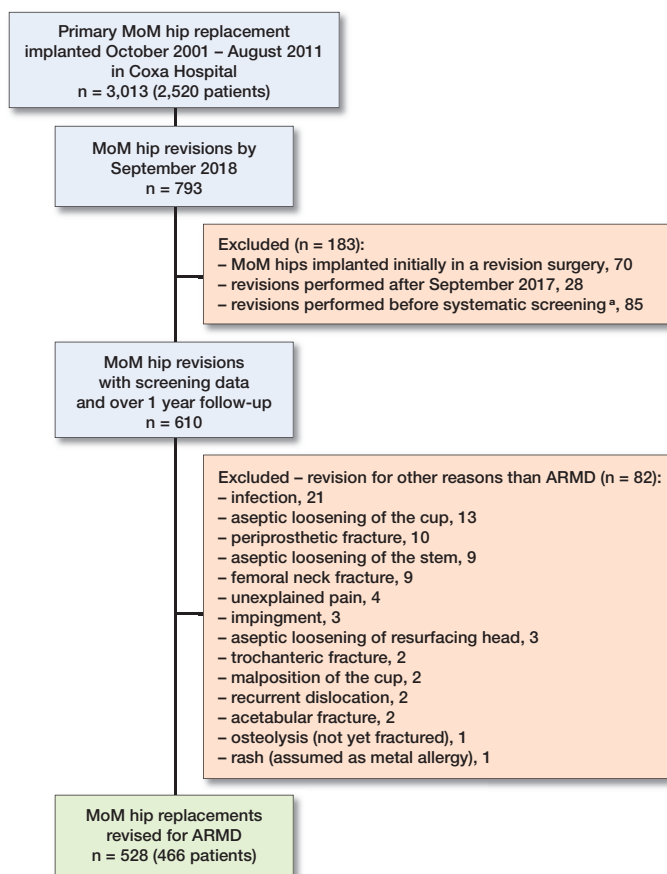 Primary MoM hip replacement
implanted October 2001 – August 2011
in Coxa Hospital
n = 3,013 (2,520 patients)
MoM hip revisions by
September 2018
n = 793
Excluded (n = 183):
– MoM hips implanted initially in a revision surgery, 70
– revisions performed after September 2017, 28
– revisions performed before systematic screening a, 85
MoM hip revisions
with screening data
and over 1 year follow-up
n = 610
Excluded – revision for other reasons than ARMD (n = 82):
– infection, 21
– aseptic loosening of the cup, 13
– periprosthetic fracture, 10
– aseptic loosening of the stem, 9
– femoral neck fracture, 9
– unexplained pain, 4
– impingment, 3
– aseptic loosening of resurfacing head, 3
– trochanteric fracture, 2
– malposition of the cup, 2
– recurrent dislocation, 2
– acetabular fracture, 2
– osteolysis (not yet fractured), 1
– rash (assumed as metal allergy), 1
MoM hip replacements
revised for ARMD
n = 528 (466 patients)